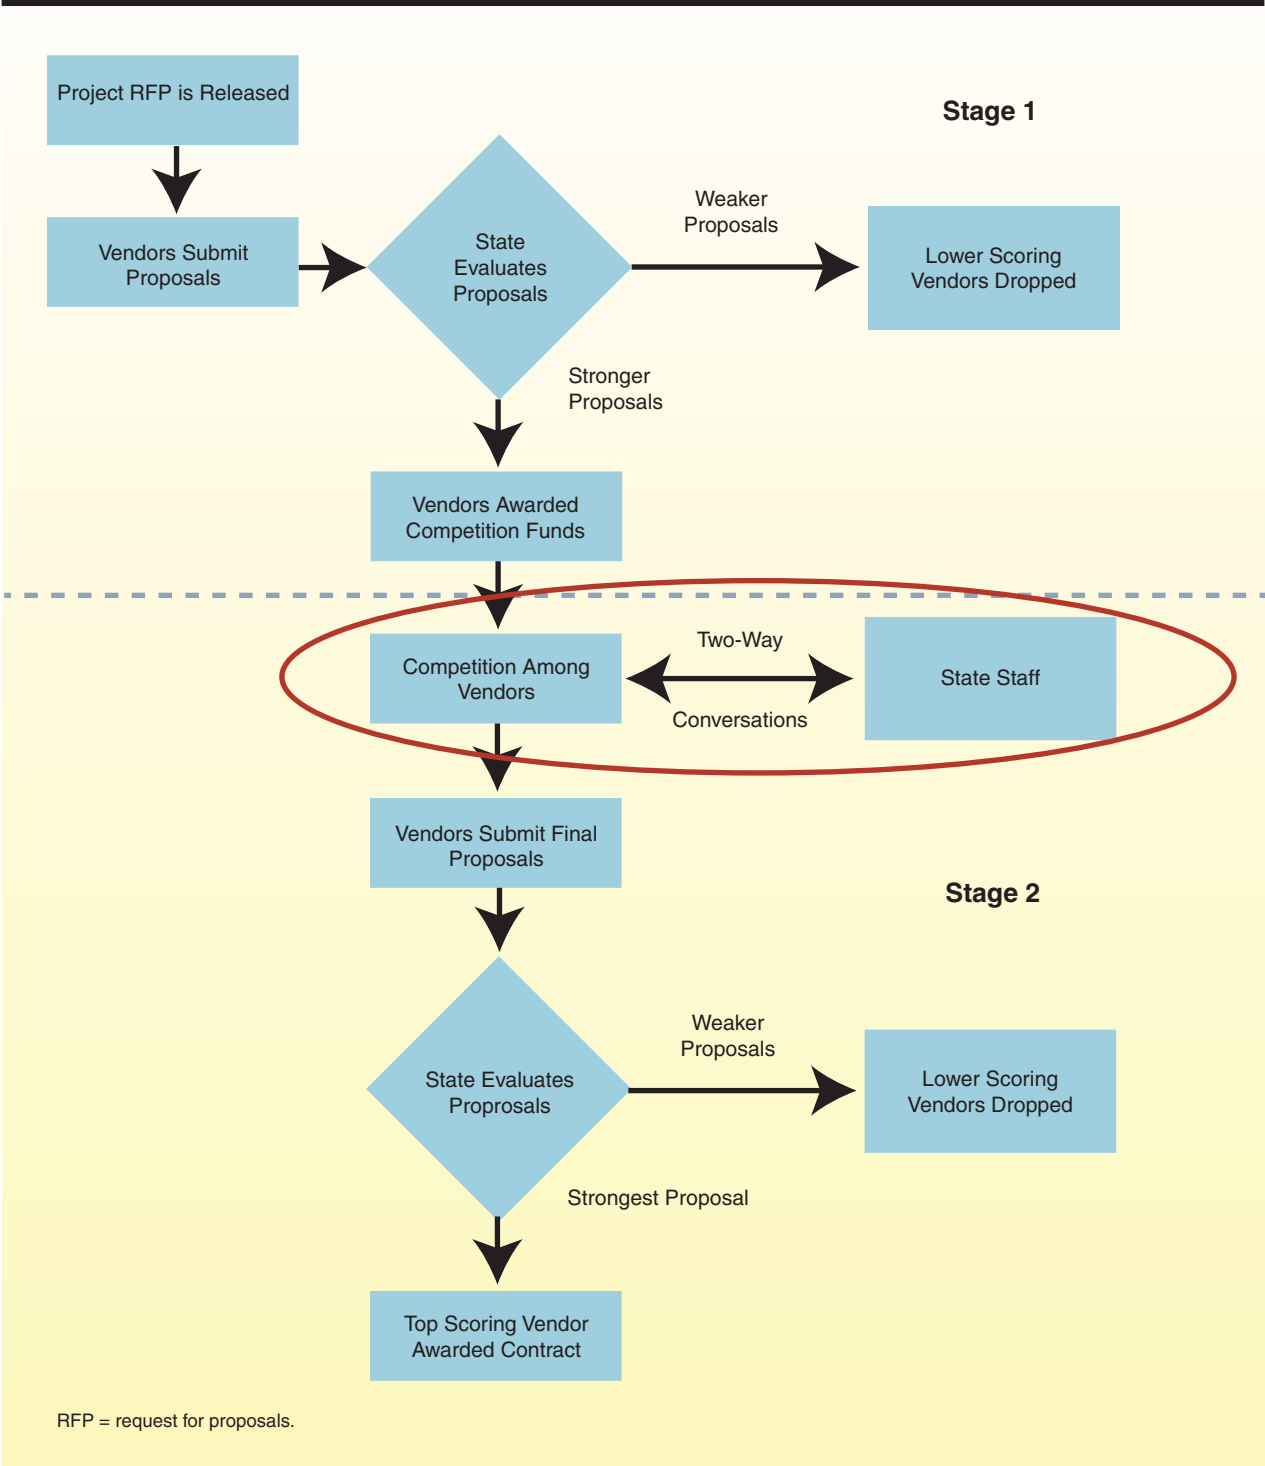 Project RFP is Released
Stage 1
Vendors Submit
Proposals
State
Evaluates
Proposals
Weaker
Proposals
Lower Scoring
Vendors Dropped
Stronger
Proposals
Vendors Awarded
Competition Funds
Competition Among
Vendors
Two-Way
Conversations
State Staff
Vendors Submit Final
Proposals
Stage 2
State Evaluates
Proprosals
Weaker
Proposals
Lower Scoring
Vendors Dropped
Strongest Proposal
Top Scoring Vendor
Awarded Contract
RFP = request for proposals.